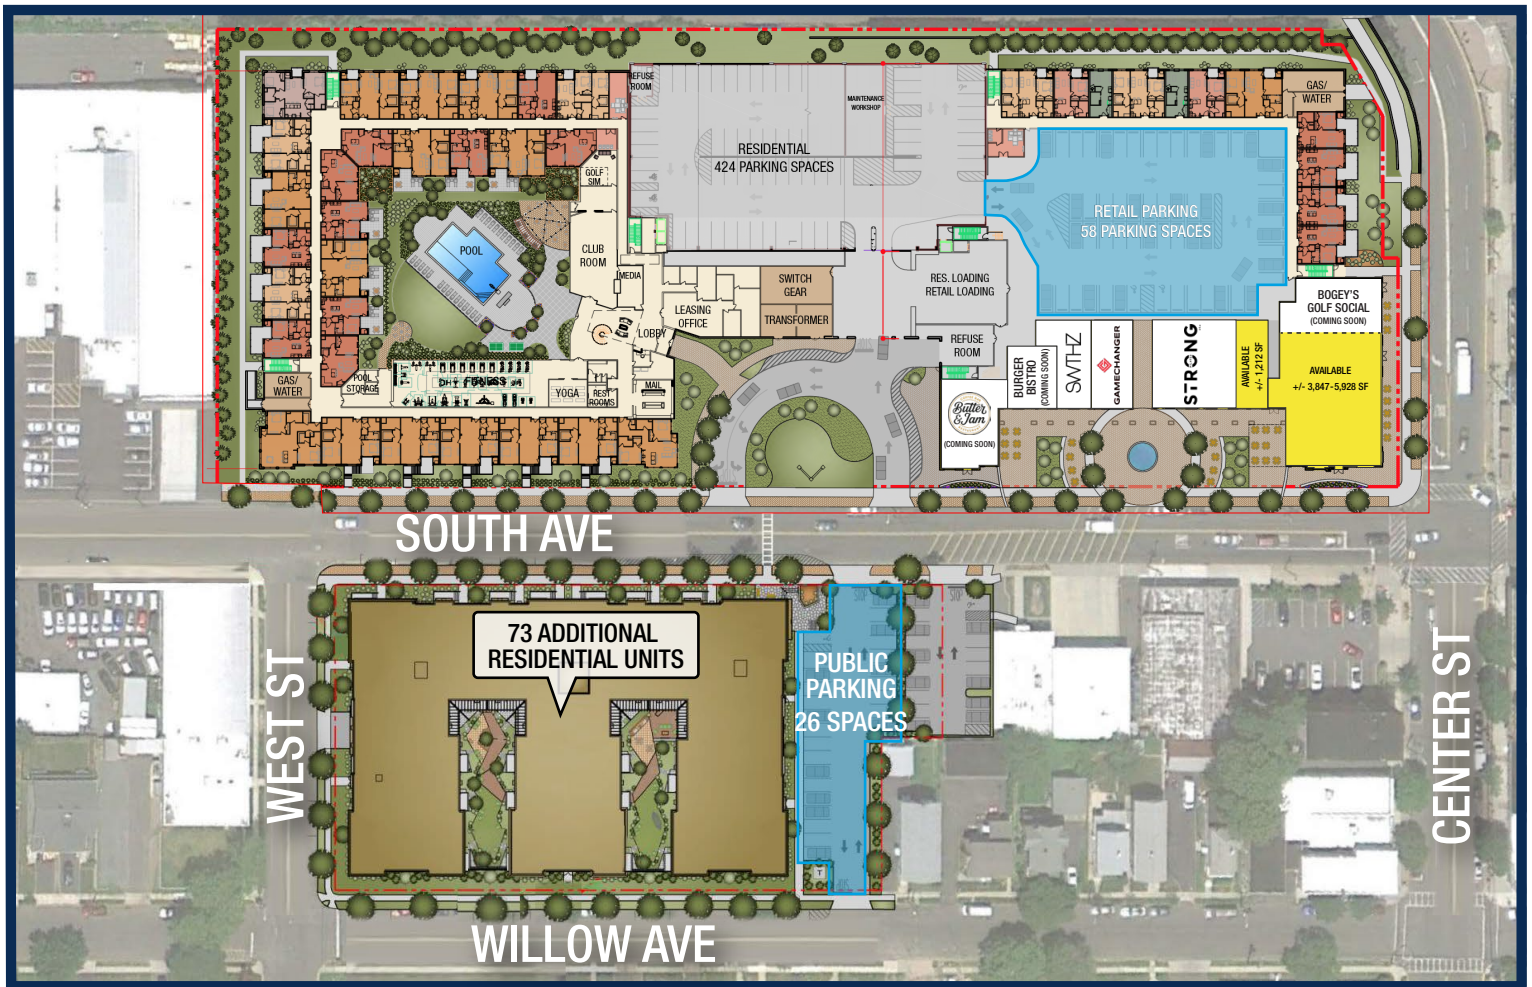 REFUSE
ROOM
MAINTENANCE
WORKSHOP
GAS/
WATER
RESIDENTIAL
424 PARKING SPACES
GOLF
SIM
RETAIL PARKING
58 PARKING SPACES
POOL
CLUB
ROOM
MEDIA
SWITCH
GEAR
RES. LOADING
RETAIL LOADING
LEASING
OFFICE
TRANSFORMER
LOBBY
REFUSE
ROOM
BOGEY'S
GOLF SOCIAL
(COMING SOON)
BURGER
BISTRO
(COMING SOON)
SWTHZ
GAMECHANGER
STRONG
AVAILABLE
+/- 1,212 SF
AVAILABLE
+/- 3,847-5,928 SF
GAS/
WATER
POOL
STORAGE
FITNESS
YOGA
REST
ROOMS
MAIL
Butter
&Jam
(COMING SOON)
SOUTH AVE
73 ADDITIONAL
RESIDENTIAL UNITS
PUBLIC
PARKING
26 SPACES
WEST ST
CENTER ST
T
WILLOW AVE